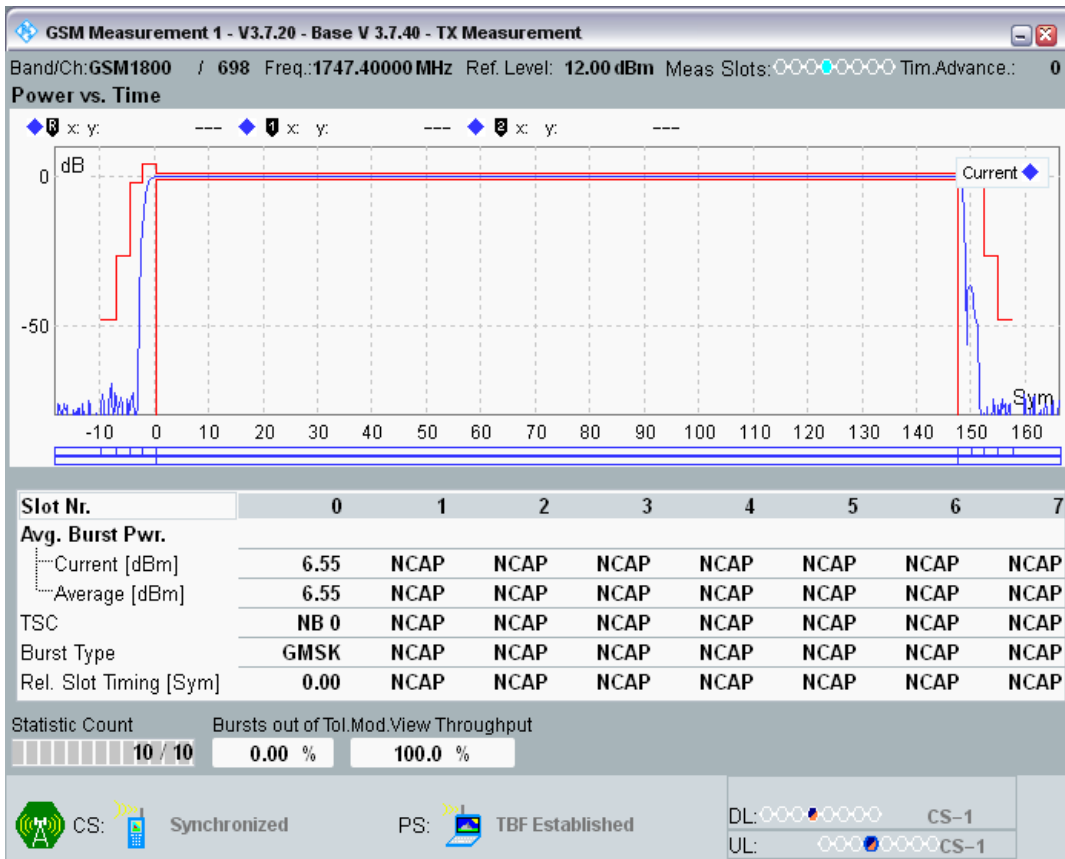 GSM Measurement 1 - V3.7.20 - Base V 3.7.40 - TX Measurement
Band/Ch:GSM1800 / 698 Freq.:1747.40000 MHz Ref. Level: 12.00 dBm Meas Slots: Tim.Advance.: 0
Power vs. Time
R x: y: --- 1 x: y: --- 2 x: y: ---
dB
Current
0
-50
Sym
-10 0 10 20 30 40 50 60 70 80 90 100 110 120 130 140 150 160
Slot Nr. 0 1 2 3 4 5 6 7
Avg. Burst Pwr.
Current [dBm] 6.55 NCAP NCAP NCAP NCAP NCAP NCAP NCAP
Average [dBm] 6.55 NCAP NCAP NCAP NCAP NCAP NCAP NCAP
TSC NB 0 NCAP NCAP NCAP NCAP NCAP NCAP NCAP
Burst Type GMSK NCAP NCAP NCAP NCAP NCAP NCAP NCAP
Rel. Slot Timing [Sym] 0.00 NCAP NCAP NCAP NCAP NCAP NCAP NCAP
Statistic Count Bursts out of Tol.Mod.View Throughput
10 / 10 0.00 % 100.0 %
CS: Synchronized PS: TBF Established
DL: CS-1
UL: CS-1